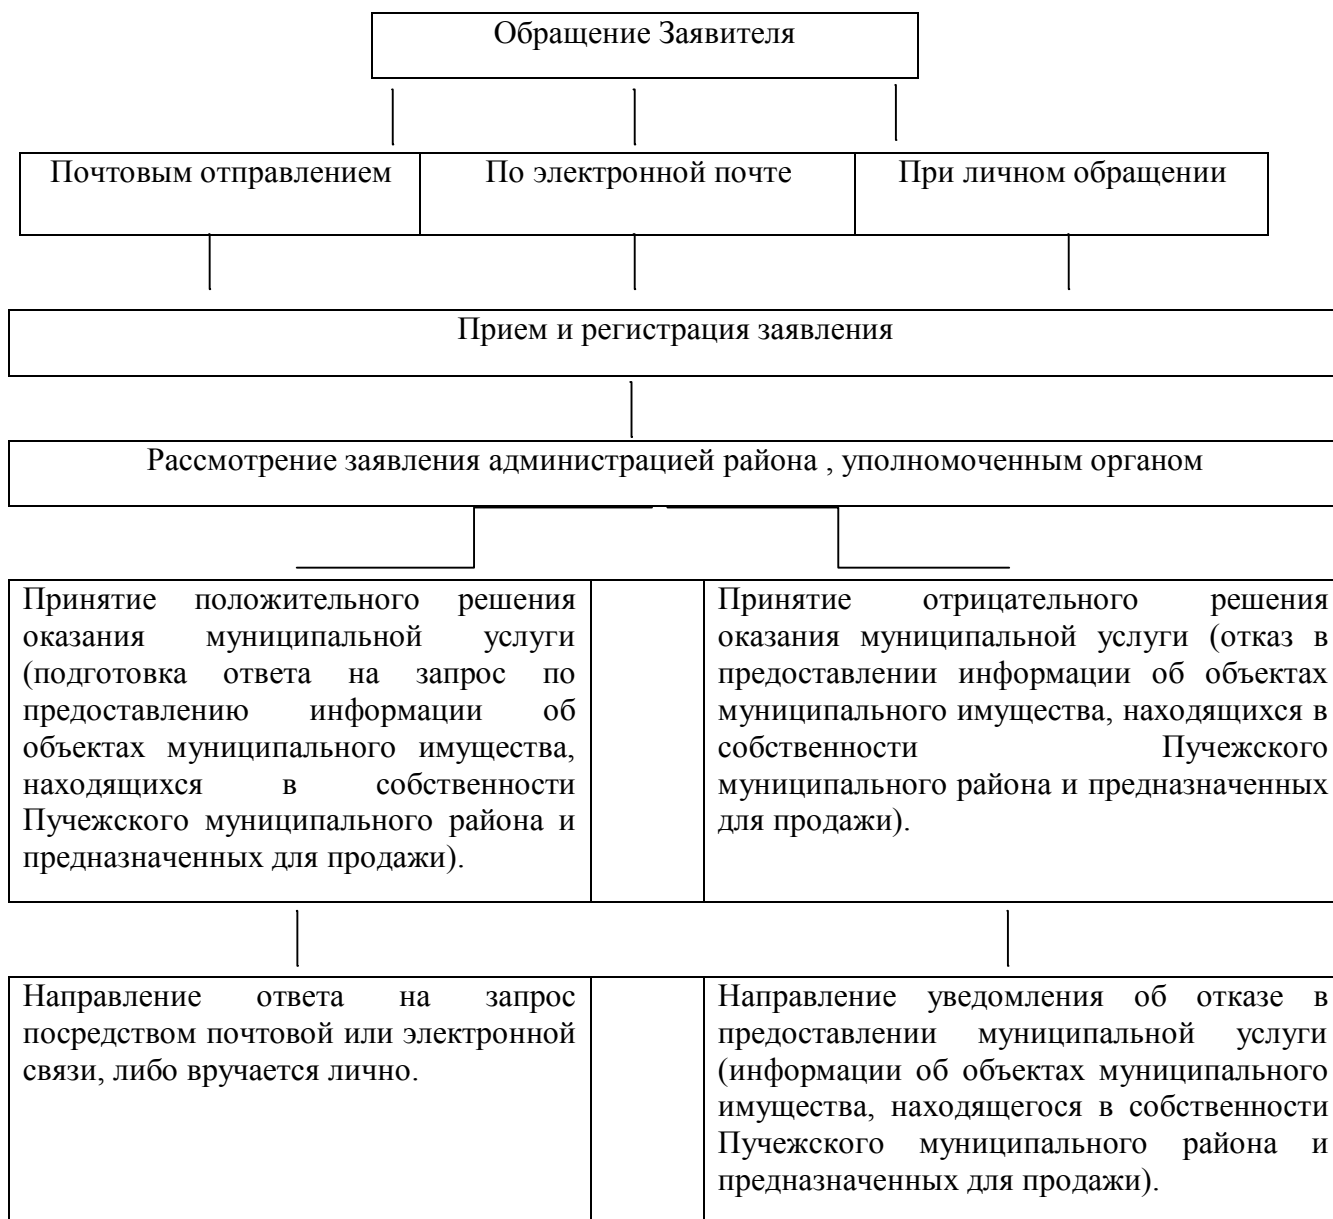 Обращение Заявителя
Почтовым отправлением
По электронной почте
При личном обращении
Прием и регистрация заявления
Рассмотрение заявления администрацией района , уполномоченным органом
Принятие положительного решения
оказания муниципальной услуги
(подготовка ответа на запрос по
предоставлению информации об
объектах муниципального имущества,
находящихся в собственности
Пучежского муниципального района и
предназначенных для продажи).
Принятие отрицательного решения
оказания муниципальной услуги (отказ в
предоставлении информации об объектах
муниципального имущества, находящихся в
собственности Пучежского
муниципального района и предназначенных
для продажи).
Направление ответа на запрос
посредством почтовой или электронной
связи, либо вручается лично.
Направление уведомления об отказе в
предоставлении муниципальной услуги
(информации об объектах муниципального
имущества, находящегося в собственности
Пучежского муниципального района и
предназначенных для продажи).